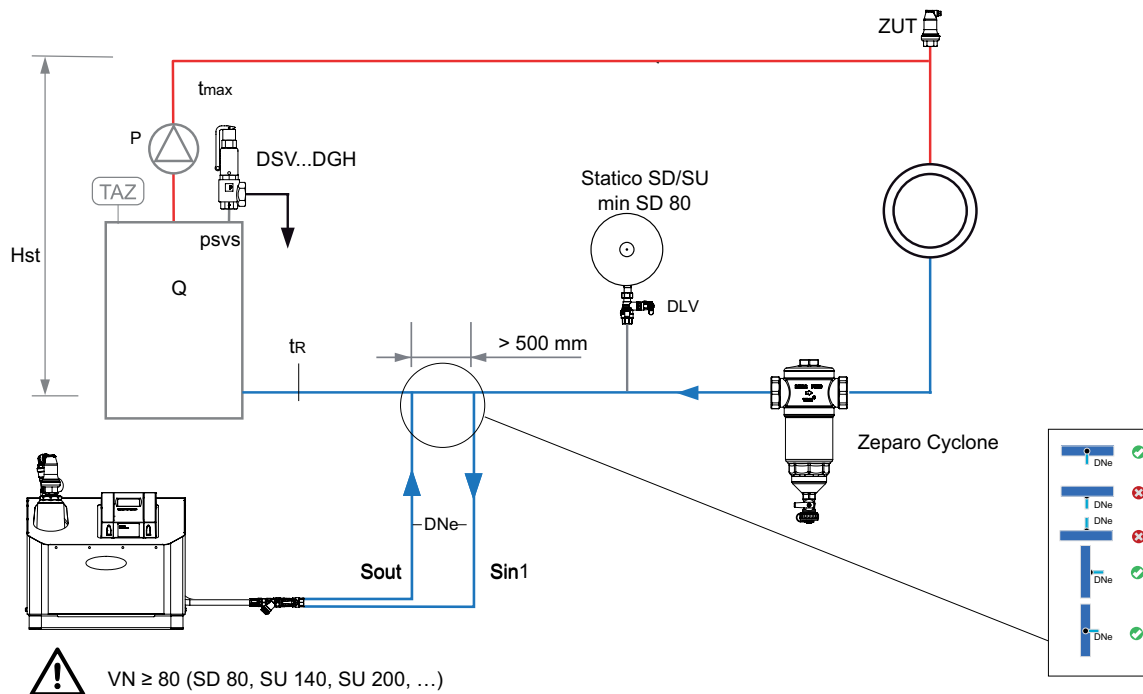 ZUT
tmax
P
DSV...DGH
TAZ
Statico SD/SU
min SD 80
psvs
Hst
Q
DLV
> 500 mm
tR
Zeparo Cyclone
DNe
DNe
DNe
DNe
DNe
DNe
Sout
Sin1
VN ≥ 80 (SD 80, SU 140, SU 200, …)